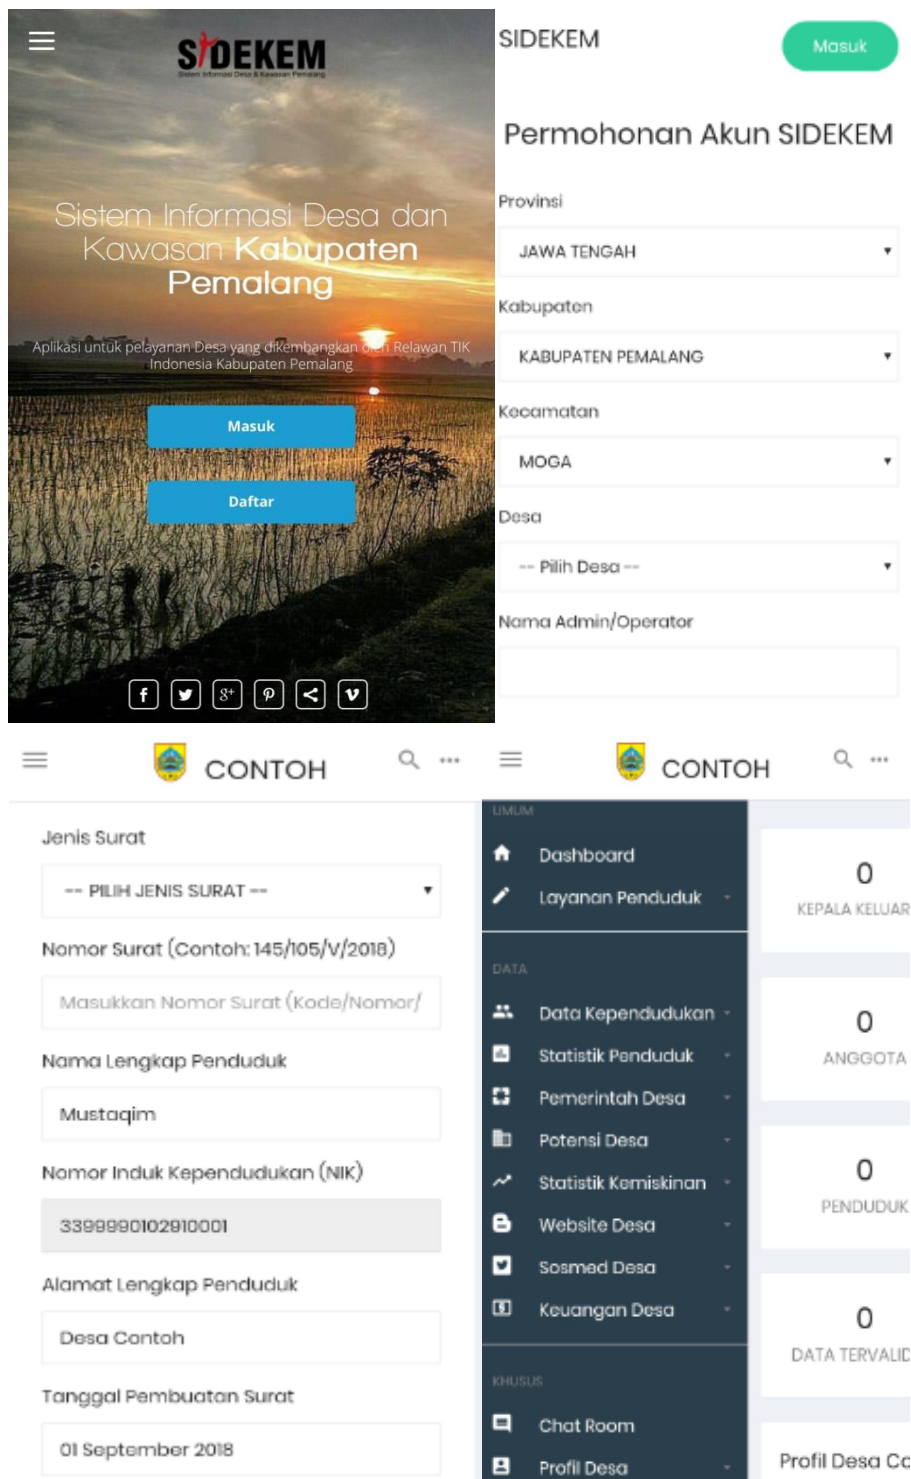 SIDEKEM
Sistem Informasi Desa & Kawasan Pemalang
Sistem Informasi Desa dan
Kawasan Kabupaten
Pemalang
Aplikasi untuk pelayanan Desa yang dikembangkan oleh Relawan TIK
Indonesia Kabupaten Pemalang
Masuk
Daftar
SIDEKEM
Masuk
Permohonan Akun SIDEKEM
Provinsi
JAWA TENGAH
Kabupaten
KABUPATEN PEMALANG
Kecamatan
MOGA
Desa
-- Pilih Desa --
Nama Admin/Operator
CONTOH
Jenis Surat
-- PILIH JENIS SURAT --
Nomor Surat (Contoh: 145/105/V/2018)
Masukkan Nomor Surat (Kode/Nomor/
Nama Lengkap Penduduk
Mustaqim
Nomor Induk Kependudukan (NIK)
3399990102910001
Alamat Lengkap Penduduk
Desa Contoh
Tanggal Pembuatan Surat
01 September 2018
CONTOH
UMUM
Dashboard
Layanan Penduduk
DATA
Data Kependudukan
Statistik Penduduk
Pemerintah Desa
Potensi Desa
Statistik Kemiskinan
Website Desa
Sosmed Desa
Keuangan Desa
KHUSUS
Chat Room
Profil Desa
0
KEPALA KELUAR
0
ANGGOTA
0
PENDUDUK
0
DATA TERVALID
Profil Desa Co